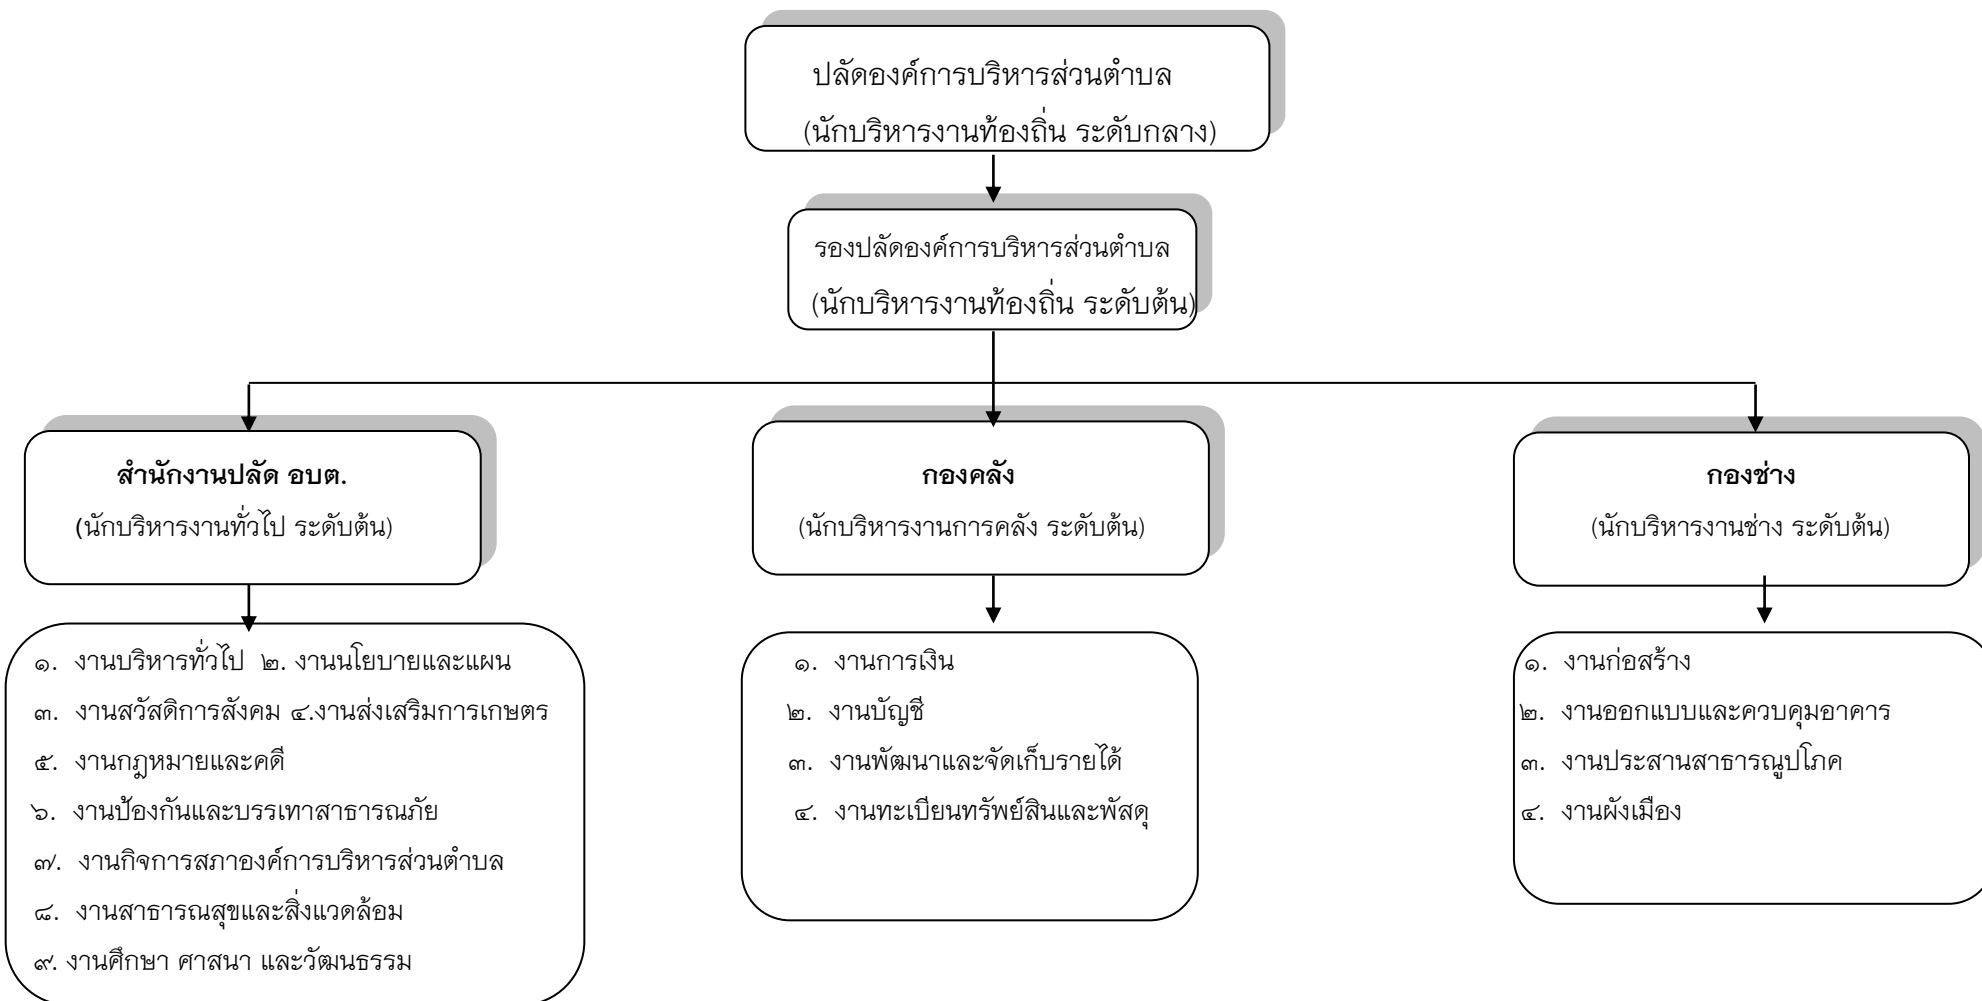 ปลัดองค์การบริหารส่วนตำบล
(นักบริหารงานท้องถิ่น ระดับกลาง)
รองปลัดองค์การบริหารส่วนตำบล
(นักบริหารงานท้องถิ่น ระดับต้น)
สำนักงานปลัด อบต.
(นักบริหารงานทั่วไป ระดับต้น)
๑. งานบริหารทั่วไป ๒. งานนโยบายและแผน
๓. งานสวัสดิการสังคม ๔.งานส่งเสริมการเกษตร
๕. งานกฎหมายและคดี
๖. งานป้องกันและบรรเทาสาธารณภัย
๗. งานกิจการสภาองค์การบริหารส่วนตำบล
๘. งานสาธารณสุขและสิ่งแวดล้อม
๙. งานศึกษา ศาสนา และวัฒนธรรม
กองคลัง
(นักบริหารงานการคลัง ระดับต้น)
๑. งานการเงิน
๒. งานบัญชี
๓. งานพัฒนาและจัดเก็บรายได้
๔. งานทะเบียนทรัพย์สินและพัสดุ
กองช่าง
(นักบริหารงานช่าง ระดับต้น)
๑. งานก่อสร้าง
๒. งานออกแบบและควบคุมอาคาร
๓. งานประสานสาธารณูปโภค
๔. งานผังเมือง